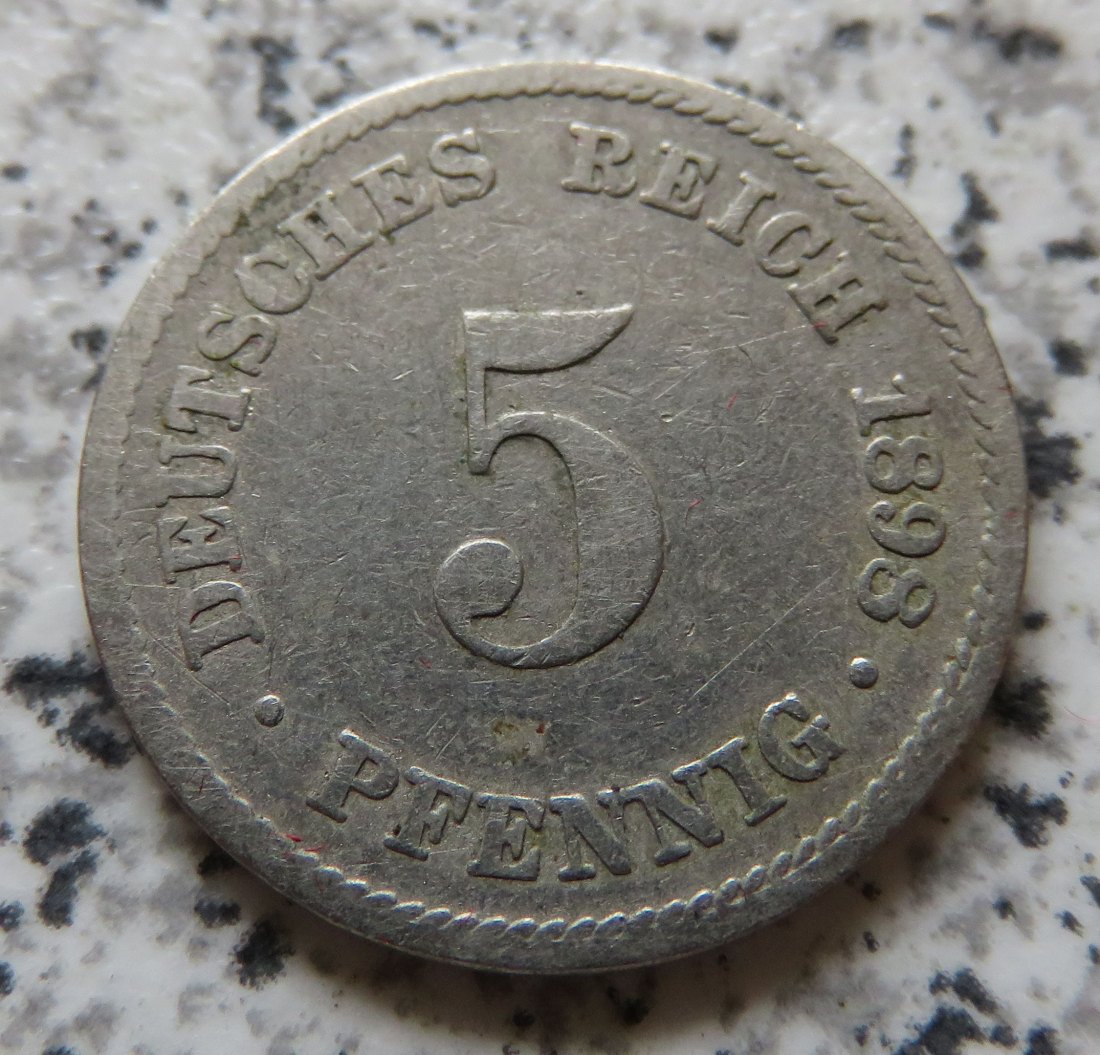 DEUTSCHES REICH 1898
5
• PFENNIG •